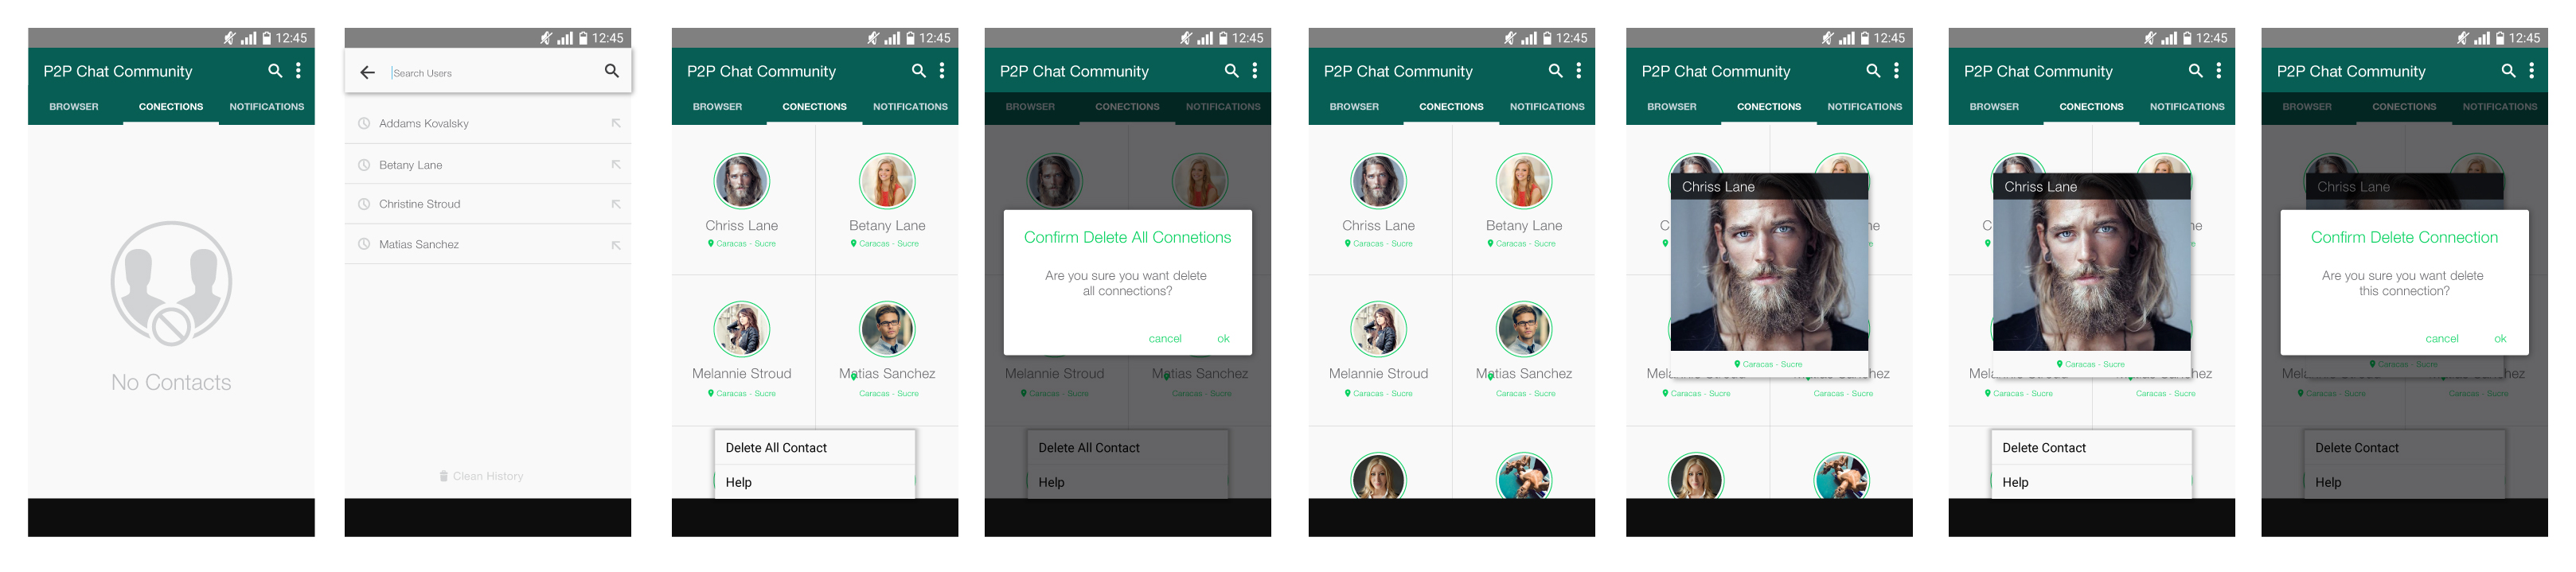 12:45
P2P Chat Community
BROWSER CONECTIONS NOTIFICATIONS
No Contacts
12:45
Search Users
Addams Kovalsky
Betany Lane
Christine Stroud
Matias Sanchez
Clean History
12:45
P2P Chat Community
BROWSER CONECTIONS NOTIFICATIONS
Chriss Lane Betany Lane
Caracas - Sucre Caracas - Sucre
Melannie Stroud Matias Sanchez
Caracas - Sucre Caracas - Sucre
Delete All Contact
Help
12:45
P2P Chat Community
BROWSER CONECTIONS NOTIFICATIONS
Confirm Delete All Connetions
Are you sure you want delete
all connections?
cancel ok
Melannie Stroud Matias Sanchez
Caracas - Sucre Caracas - Sucre
Delete All Contact
Help
12:45
P2P Chat Community
BROWSER CONECTIONS NOTIFICATIONS
Chriss Lane Betany Lane
Caracas - Sucre Caracas - Sucre
Melannie Stroud Matias Sanchez
Caracas - Sucre Caracas - Sucre
12:45
P2P Chat Community
BROWSER CONECTIONS NOTIFICATIONS
Chriss Lane
Caracas - Sucre
Caracas - Sucre Caracas - Sucre
12:45
P2P Chat Community
BROWSER CONECTIONS NOTIFICATIONS
Chriss Lane
Caracas - Sucre
Caracas - Sucre Caracas - Sucre
Delete Contact
Help
12:45
P2P Chat Community
BROWSER CONECTIONS NOTIFICATIONS
Chriss Lane
Confirm Delete Connection
Are you sure you want delete
this connection?
cancel ok
Caracas - Sucre
Caracas - Sucre Caracas - Sucre
Delete Contact
Help